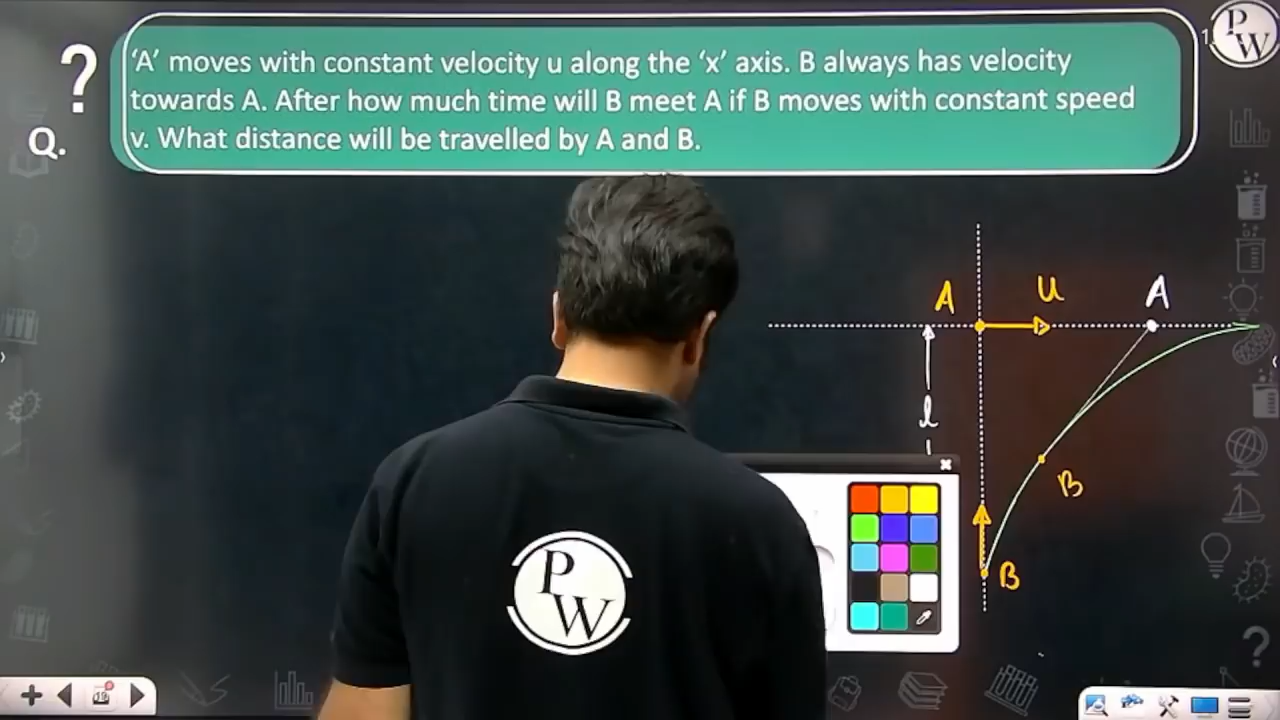 ?
Q.
'A' moves with constant velocity u along the 'x' axis. B always has velocity
towards A. After how much time will B meet A if B moves with constant speed
v. What distance will be travelled by A and B.
P
W
A
u
A
l
B
B
P
W